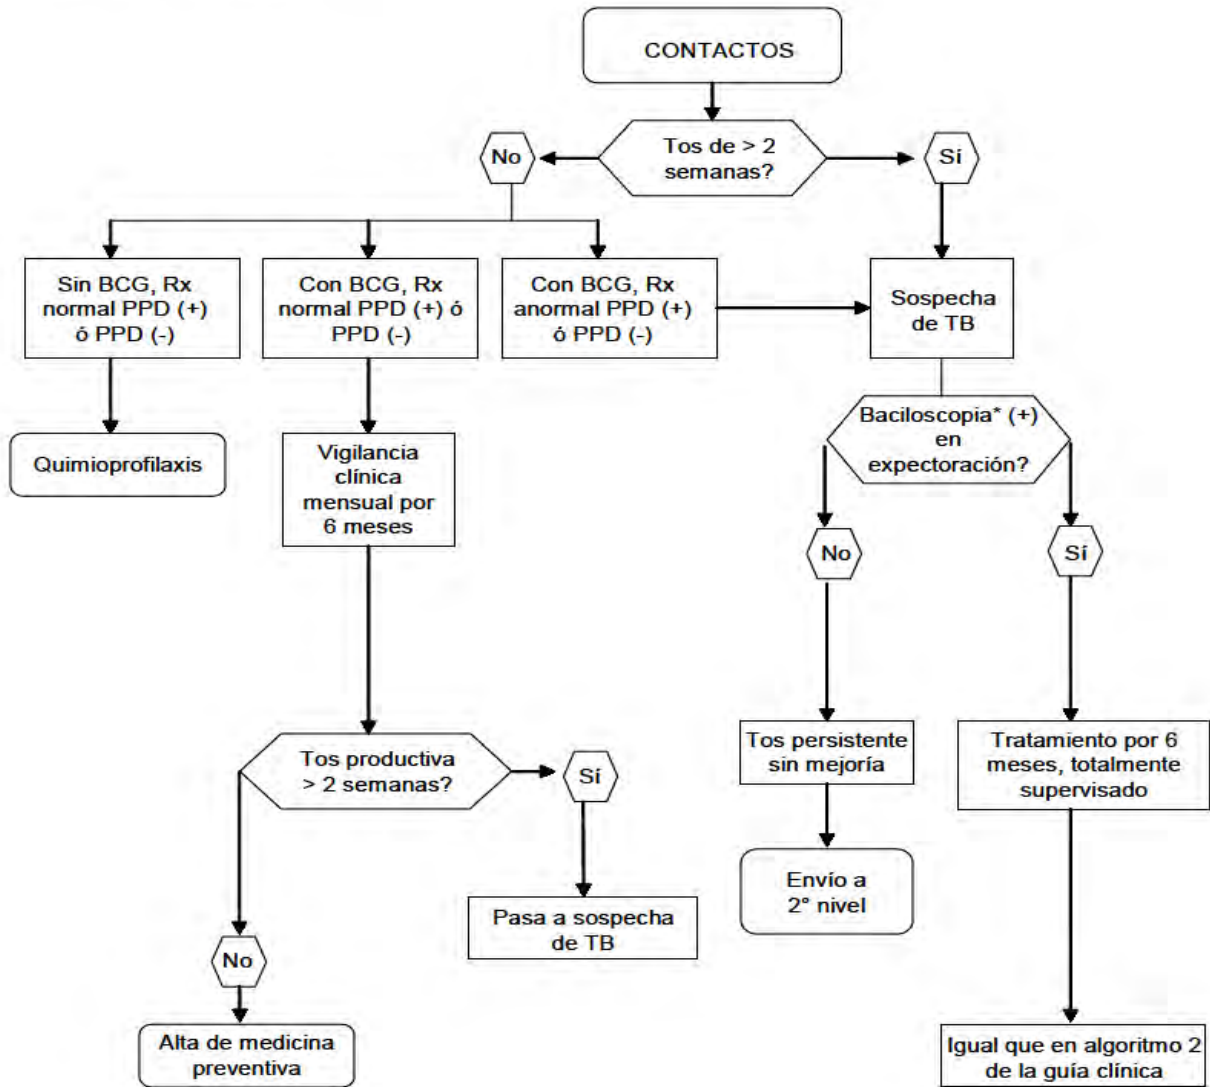 CONTACTOS
Tos de > 2
semanas?
No
Sí
Sin BCG, Rx
normal PPD (+)
ó PPD (-)
Con BCG, Rx
normal PPD (+) ó
PPD (-)
Con BCG, Rx
anormal PPD (+)
ó PPD (-)
Sospecha
de TB
Quimioprofilaxis
Vigilancia
clínica
mensual por
6 meses
Baciloscopia* (+)
en
expectoración?
No
Sí
Tos productiva
> 2 semanas?
Sí
Tos persistente
sin mejoría
Tratamiento por 6
meses, totalmente
supervisado
Pasa a sospecha
de TB
Envío a
2° nivel
No
Alta de medicina
preventiva
Igual que en algoritmo 2
de la guía clínica